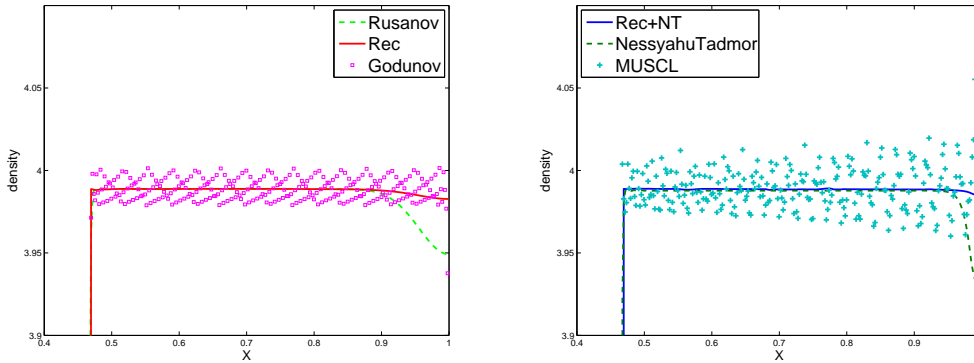 Rusanov
Rec
Godunov
4.05
4
3.95
3.9
density
0.4
0.5
0.6
0.7
0.8
0.9
1
X
Rec+NT
NessyahuTadmor
MUSCL
4.05
4
3.95
3.9
density
0.4
0.5
0.6
0.7
0.8
0.9
X